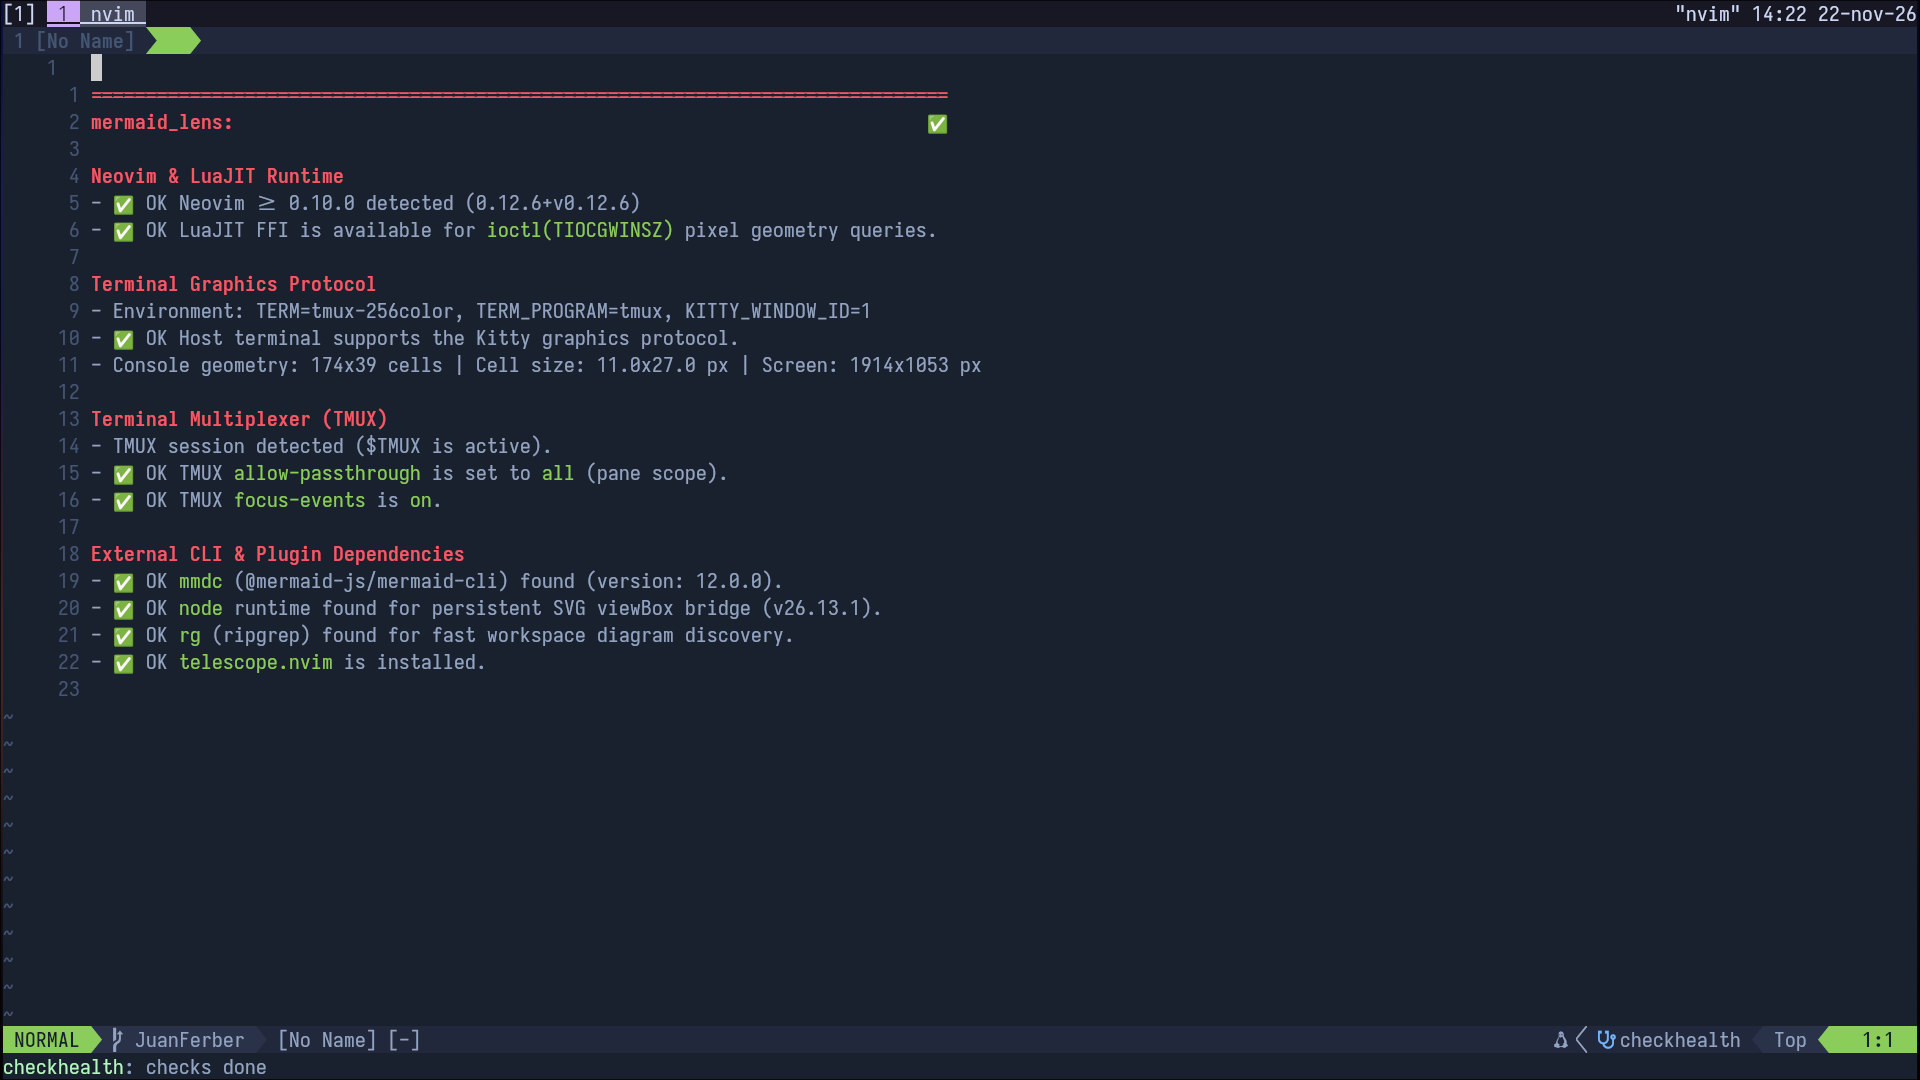 [1] 1 nvim "nvim" 14:22 22-nov-26
1 [No Name]
1
1 ==============================================================================
2 mermaid_lens: ✅
3
4 Neovim & LuaJIT Runtime
5 - ✅ OK Neovim ≥ 0.10.0 detected (0.12.6+v0.12.6)
6 - ✅ OK LuaJIT FFI is available for ioctl(TIOCGWINSZ) pixel geometry queries.
7
8 Terminal Graphics Protocol
9 - Environment: TERM=tmux-256color, TERM_PROGRAM=tmux, KITTY_WINDOW_ID=1
10 - ✅ OK Host terminal supports the Kitty graphics protocol.
11 - Console geometry: 174x39 cells | Cell size: 11.0x27.0 px | Screen: 1914x1053 px
12
13 Terminal Multiplexer (TMUX)
14 - TMUX session detected ($TMUX is active).
15 - ✅ OK TMUX allow-passthrough is set to all (pane scope).
16 - ✅ OK TMUX focus-events is on.
17
18 External CLI & Plugin Dependencies
19 - ✅ OK mmdc (@mermaid-js/mermaid-cli) found (version: 12.0.0).
20 - ✅ OK node runtime found for persistent SVG viewBox bridge (v26.13.1).
21 - ✅ OK rg (ripgrep) found for fast workspace diagram discovery.
22 - ✅ OK telescope.nvim is installed.
23
~
~
~
~
~
~
~
~
~
~
~
~
NORMAL JuanFerber [No Name] [-] checkhealth Top 1:1
checkhealth: checks done